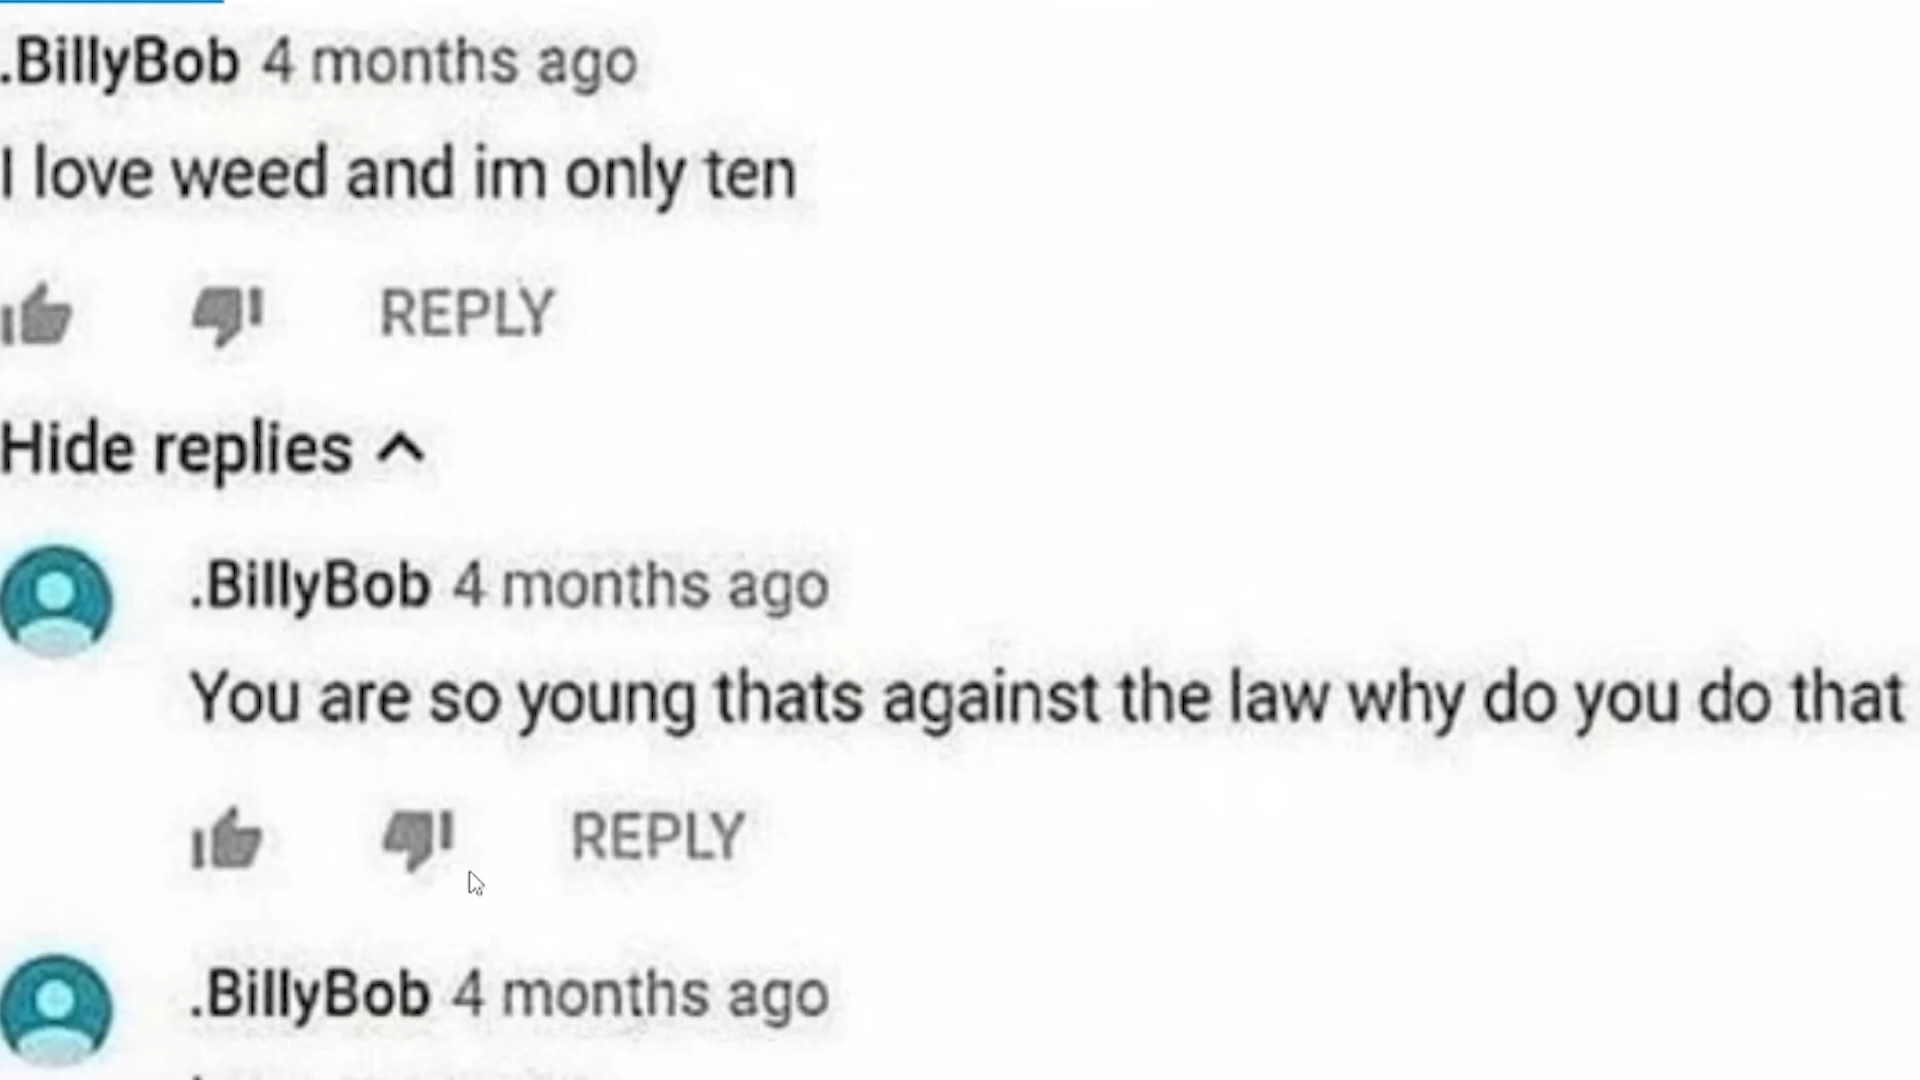 .BillyBob 4 months ago
I love weed and im only ten
REPLY
Hide replies
.BillyBob 4 months ago
You are so young thats against the law why do you do that
REPLY
.BillyBob 4 months ago